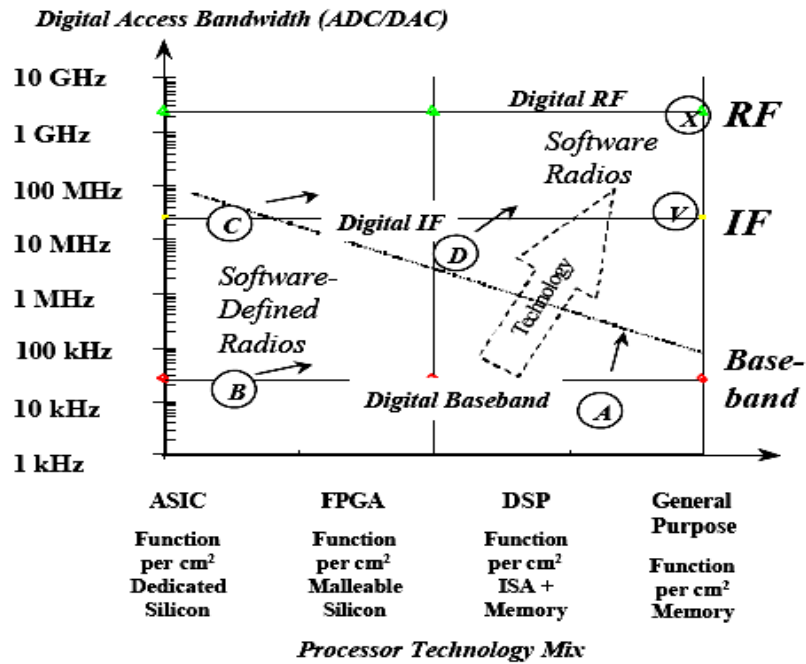 Digital Access Bandwidth (ADC/DAC)
10 GHz
Digital RF
X
RF
1 GHz
Software
Radios
100 MHz
C
Digital IF
V
IF
10 MHz
D
Software-
Defined
Radios
1 MHz
Technology
100 kHz
Base-
band
B
Digital Baseband
A
10 kHz
1 kHz
ASIC
Function
per cm²
Dedicated
Silicon
FPGA
Function
per cm²
Malleable
Silicon
DSP
Function
per cm²
ISA +
Memory
General
Purpose
Function
per cm²
Memory
Processor Technology Mix